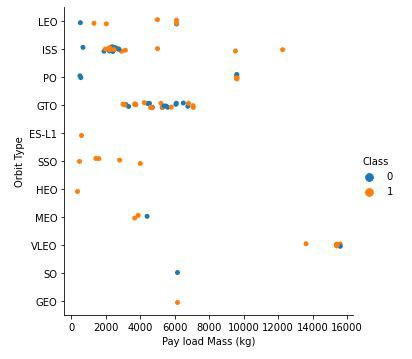 LEO
ISS
PO
GTO
ES-L1
SSO
HEO
MEO
VLEO
SO
GEO
Orbit Type
0 2000 4000 6000 8000 10000 12000 14000 16000
Pay load Mass (kg)
Class
0
1